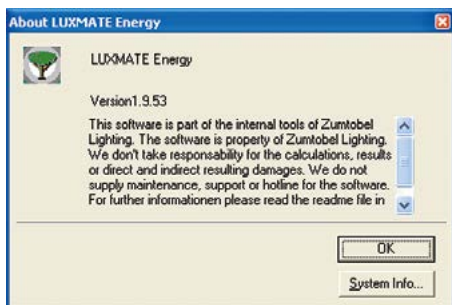 About LUXMATE Energy
LUXMATE Energy
Version1.9.53
This software is part of the internal tools of Zumtobel
Lighting. The software is property of Zumtobel Lighting.
We don't take responsability for the calculations, results
or direct and indirect resulting damages. We do not
supply maintenance, support or hotline for the software.
For further informationen please read the readme file in
OK
System Info...